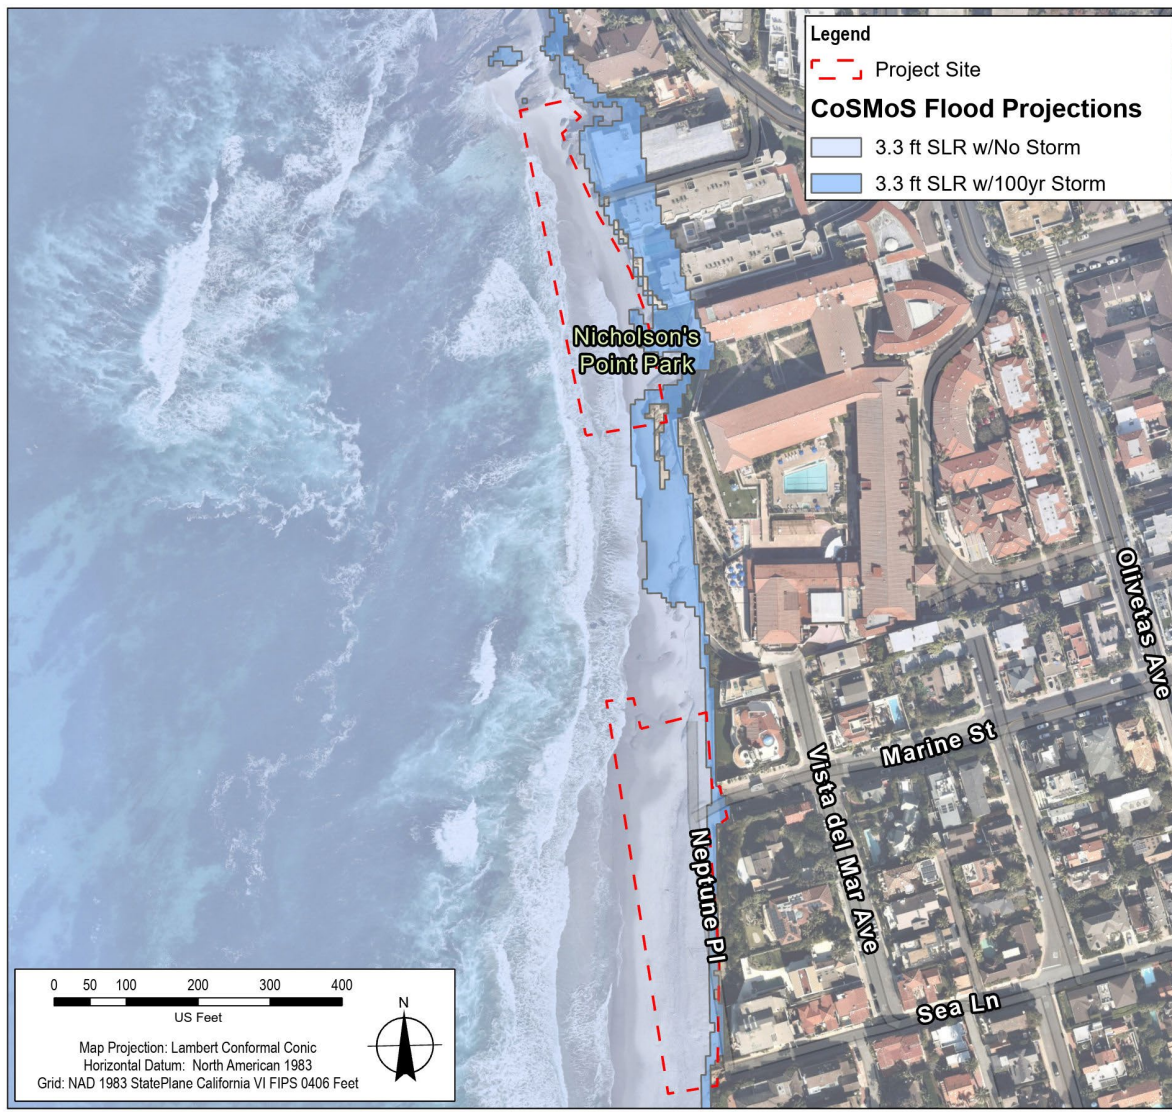 Legend
Project Site
CoSMoS Flood Projections
3.3 ft SLR w/No Storm
3.3 ft SLR w/100yr Storm
Nicholson's
Point Park
Olivetas Ave
Marine St
Vista del Mar Ave
Neptune Pl
Sea Ln
0 50 100 200 300 400
US Feet
N
Map Projection: Lambert Conformal Conic
Horizontal Datum: North American 1983
Grid: NAD 1983 StatePlane California VI FIPS 0406 Feet